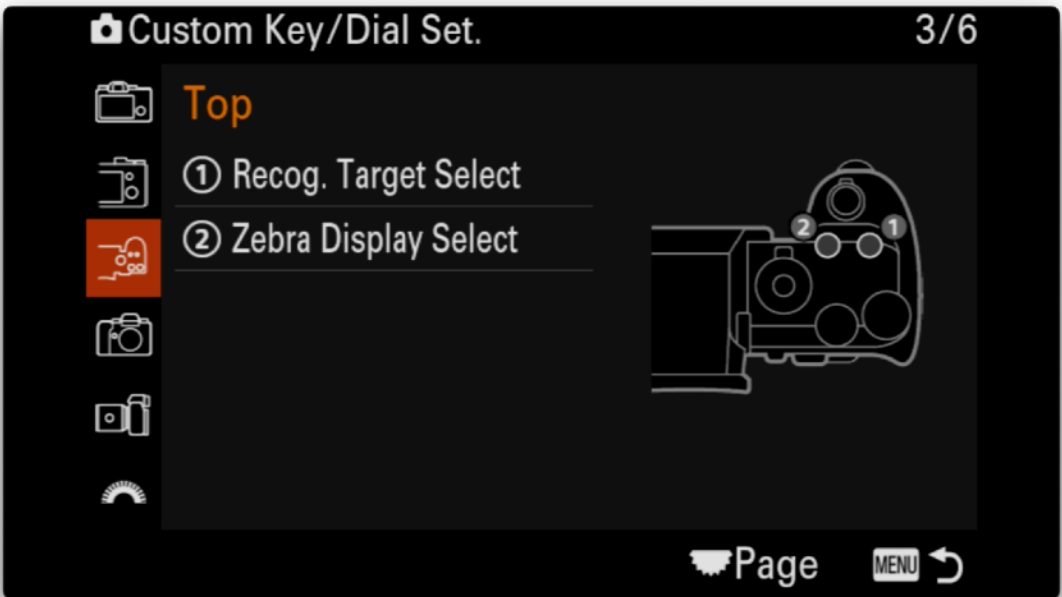 Custom Key/Dial Set. 3/6
Top
① Recog. Target Select
② Zebra Display Select
2 1
Page MENU